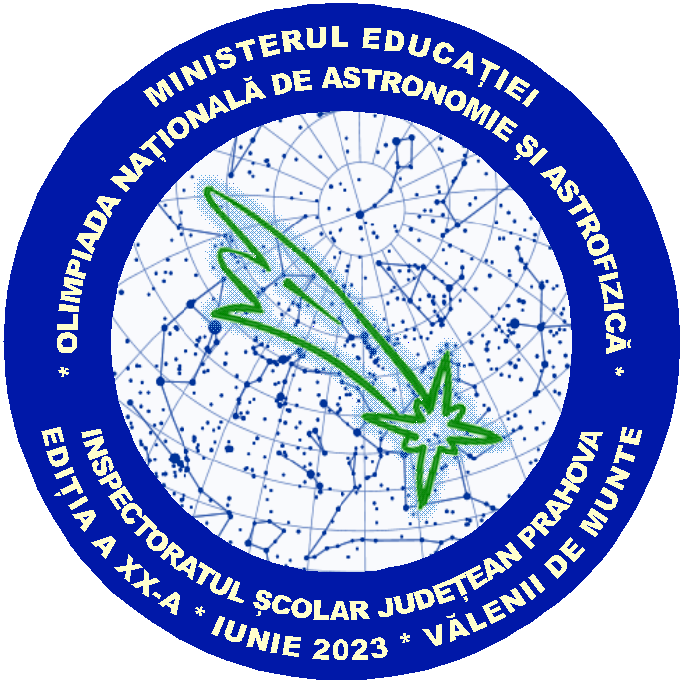 MINISTERUL EDUCAȚIEI
* OLIMPIADA NAȚIONALĂ DE ASTRONOMIE ȘI ASTROFIZICĂ *
INSPECTORATUL ȘCOLAR JUDEȚEAN PRAHOVA
EDIȚIA A XX-A * IUNIE 2023 * VĂLENII DE MUNTE